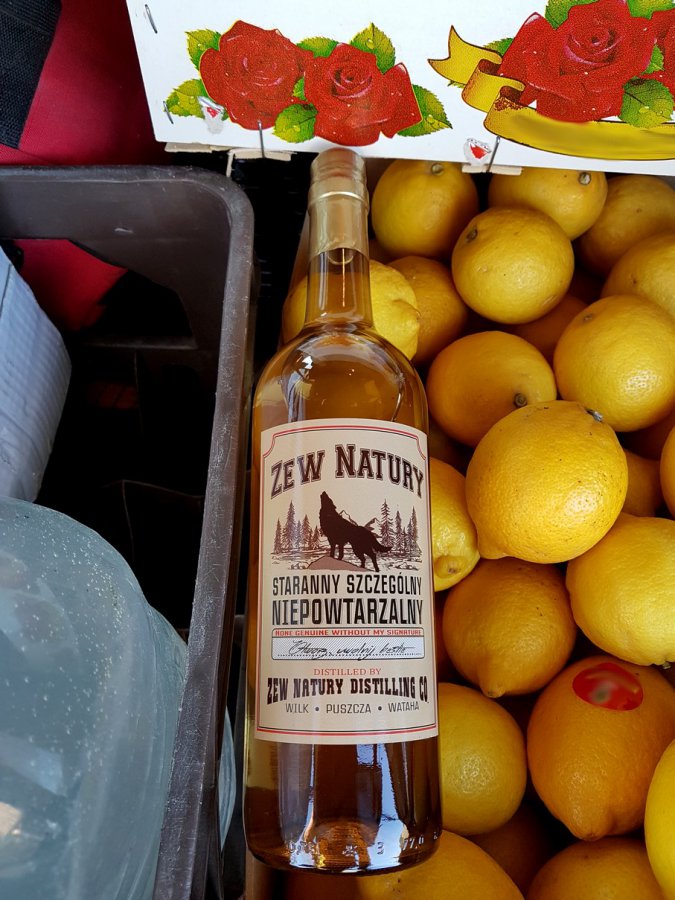 ZEW NATURY
STARANNY SZCZEGÓLNY
NIEPOWTARZALNY
NONE GENUINE WITHOUT MY SIGNATURE
DISTILLED BY
ZEW NATURY DISTILLING CO
WILK • PUSZCZA • WATAHA